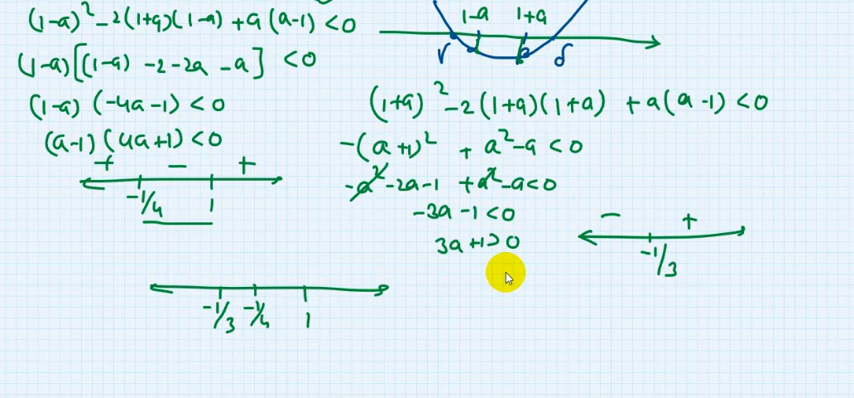 (1-a)² - 2(1+a)(1-a) + a(a-1) < 0
(1-a)[(1-a) - 2 - 2a - a] < 0
(1-a)(-4a-1) < 0
(a-1)(4a+1) < 0
+ - +
-1/4 1
1-a 1+a
γ α β δ
(1+a)² - 2(1+a)(1+a) + a(a-1) < 0
-(a+1)² + a² - a < 0
-a² - 2a - 1 + a² - a < 0
-3a - 1 < 0
3a + 1 > 0
- +
-1/3
-1/3 -1/4 1